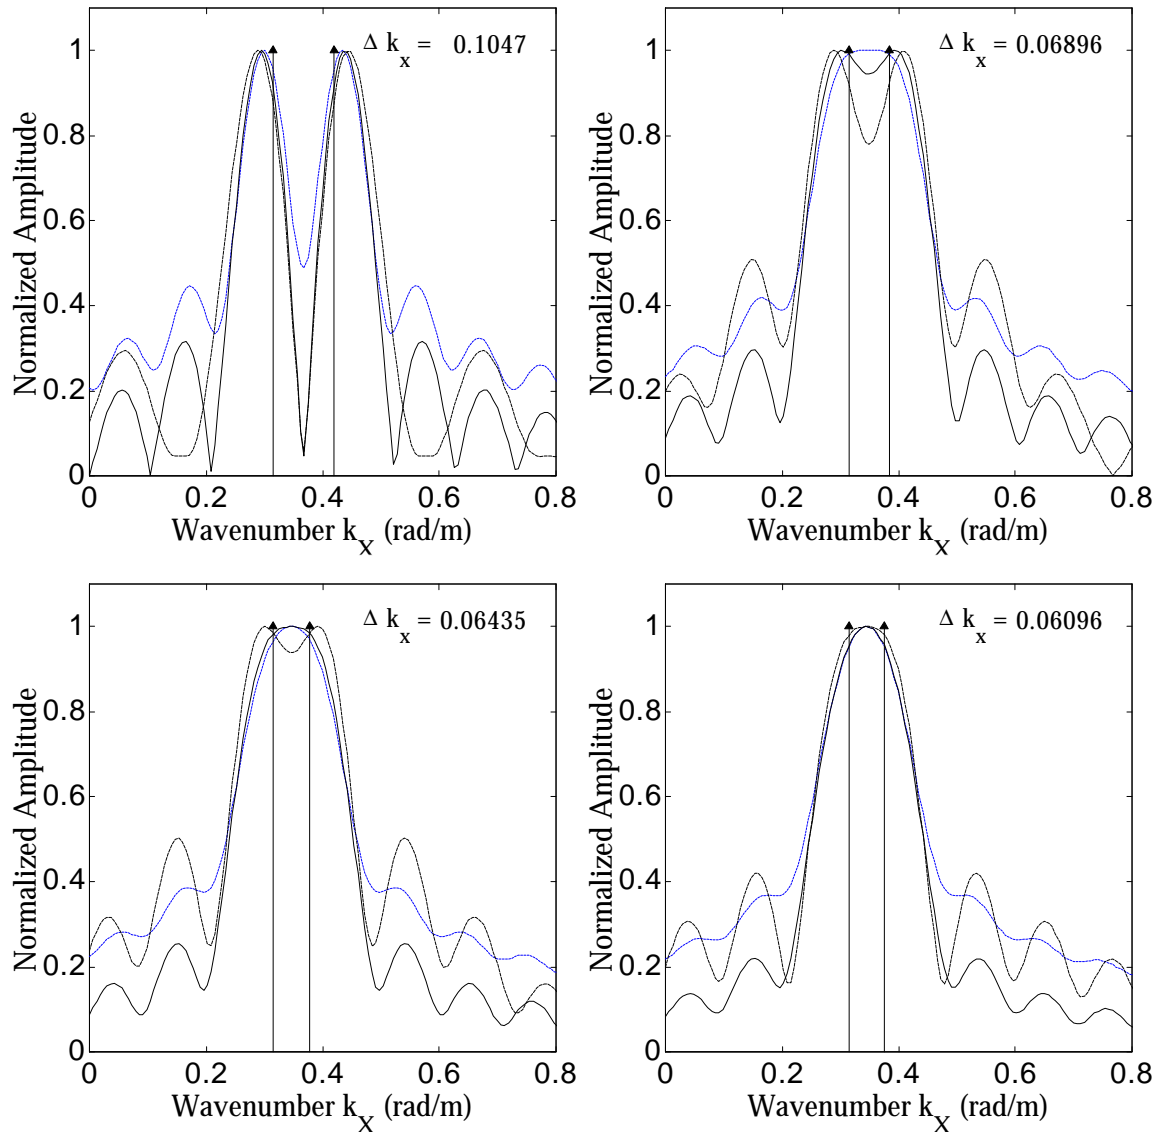 Δ k_x = 0.1047
Normalized Amplitude
1
0.8
0.6
0.4
0.2
0
0 0.2 0.4 0.6 0.8
Wavenumber k_X (rad/m)
Δ k_x = 0.06896
Normalized Amplitude
1
0.8
0.6
0.4
0.2
0
0 0.2 0.4 0.6 0.8
Wavenumber k_X (rad/m)
Δ k_x = 0.06435
Normalized Amplitude
1
0.8
0.6
0.4
0.2
0
0 0.2 0.4 0.6 0.8
Wavenumber k_X (rad/m)
Δ k_x = 0.06096
Normalized Amplitude
1
0.8
0.6
0.4
0.2
0
0 0.2 0.4 0.6 0.8
Wavenumber k_X (rad/m)